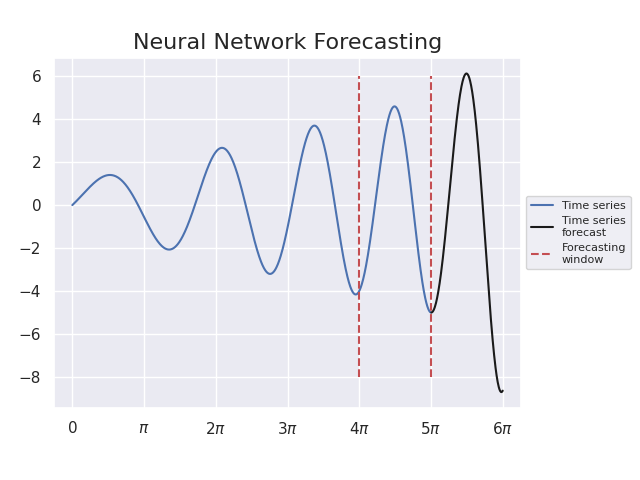 Neural Network Forecasting
6
4
2
0
−2
−4
−6
−8
0 π 2π 3π 4π 5π 6π
Time series
Time series
forecast
Forecasting
window